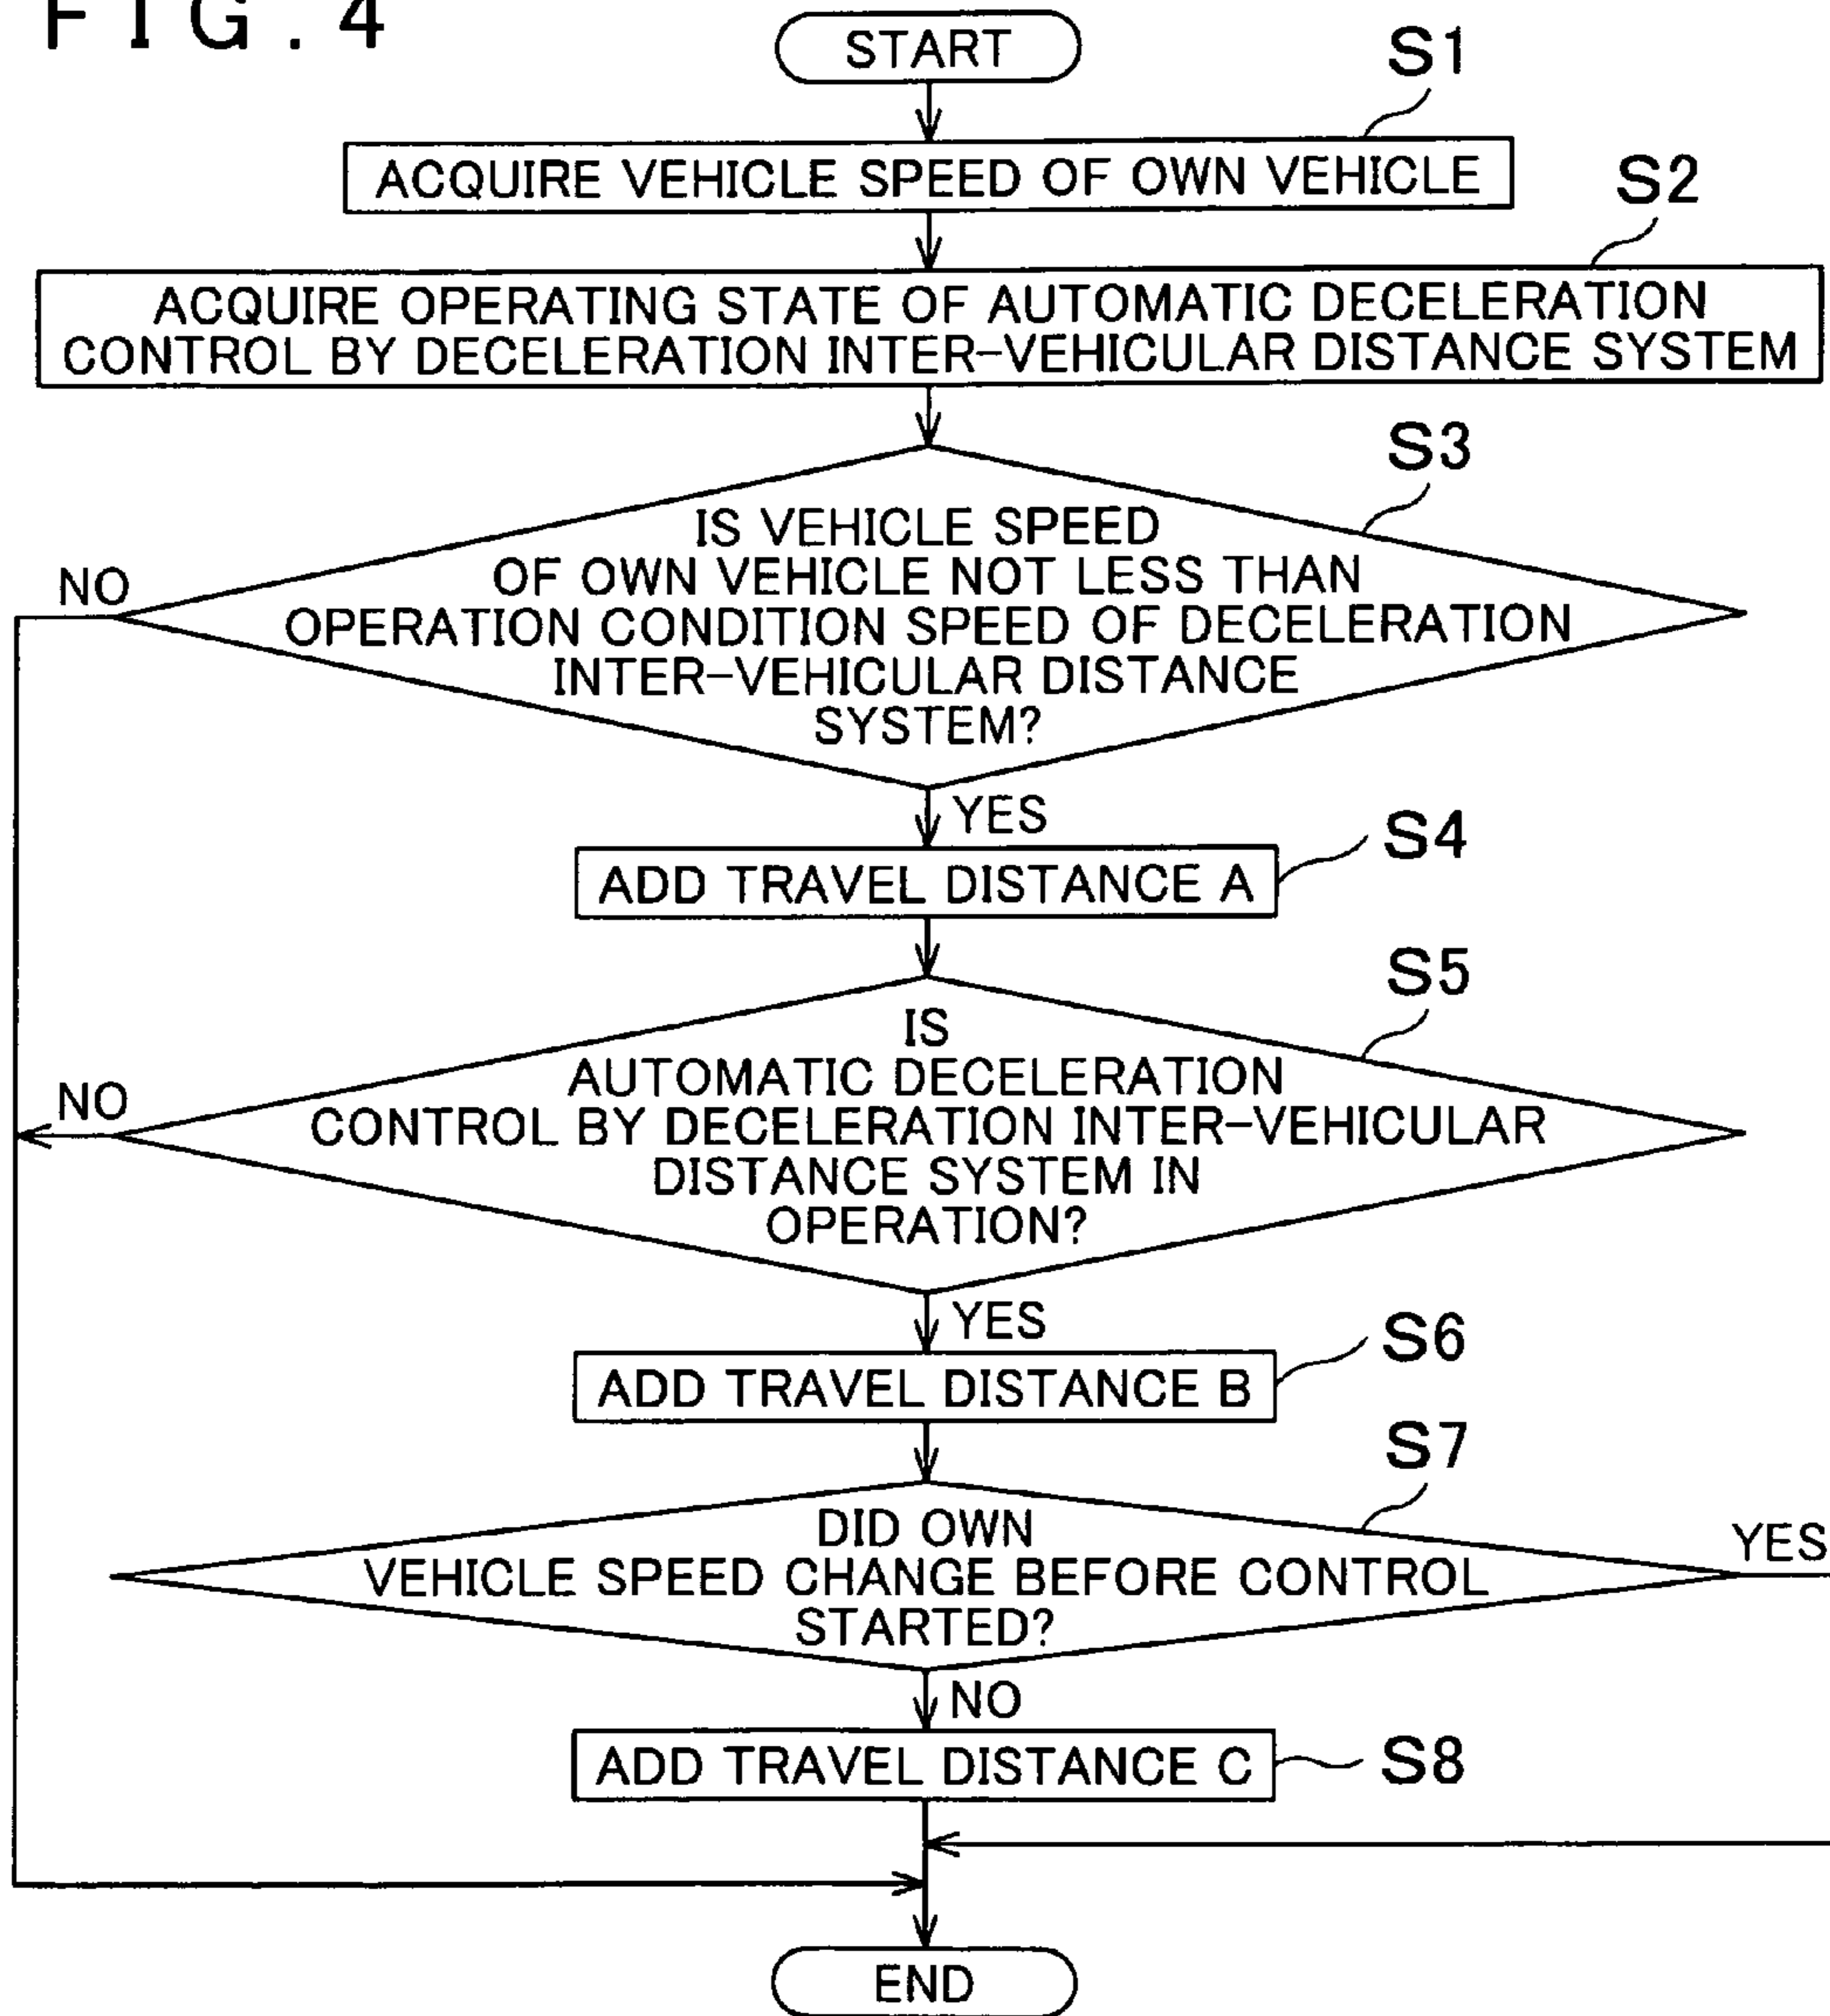 FIG. 4
START
S1
ACQUIRE VEHICLE SPEED OF OWN VEHICLE
S2
ACQUIRE OPERATING STATE OF AUTOMATIC DECELERATION
CONTROL BY DECELERATION INTER-VEHICULAR DISTANCE SYSTEM
S3
IS VEHICLE SPEED
OF OWN VEHICLE NOT LESS THAN
OPERATION CONDITION SPEED OF DECELERATION
INTER-VEHICULAR DISTANCE
SYSTEM?
NO
YES
S4
ADD TRAVEL DISTANCE A
S5
IS
AUTOMATIC DECELERATION
CONTROL BY DECELERATION INTER-VEHICULAR
DISTANCE SYSTEM IN
OPERATION?
NO
YES
S6
ADD TRAVEL DISTANCE B
S7
DID OWN
VEHICLE SPEED CHANGE BEFORE CONTROL
STARTED?
YES
NO
ADD TRAVEL DISTANCE C
S8
END